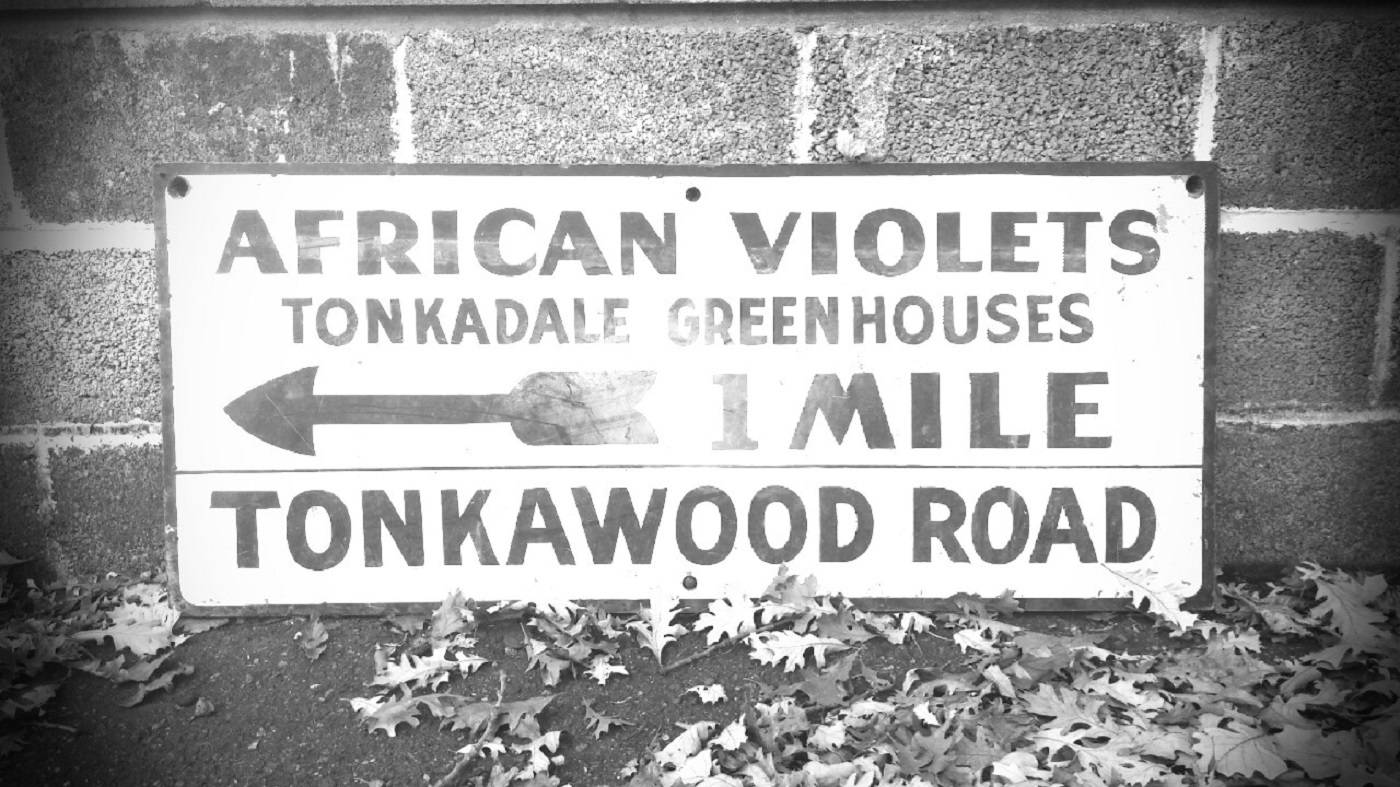 AFRICAN VIOLETS
TONKADALE GREENHOUSES
1 MILE
TONKAWOOD ROAD